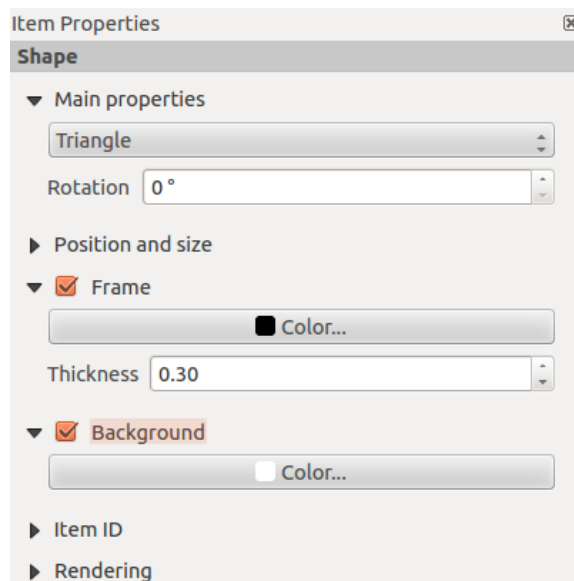 Item Properties
Shape
Main properties
Triangle
Rotation 0 °
Position and size
Frame
Color...
Thickness 0.30
Background
Color...
Item ID
Rendering